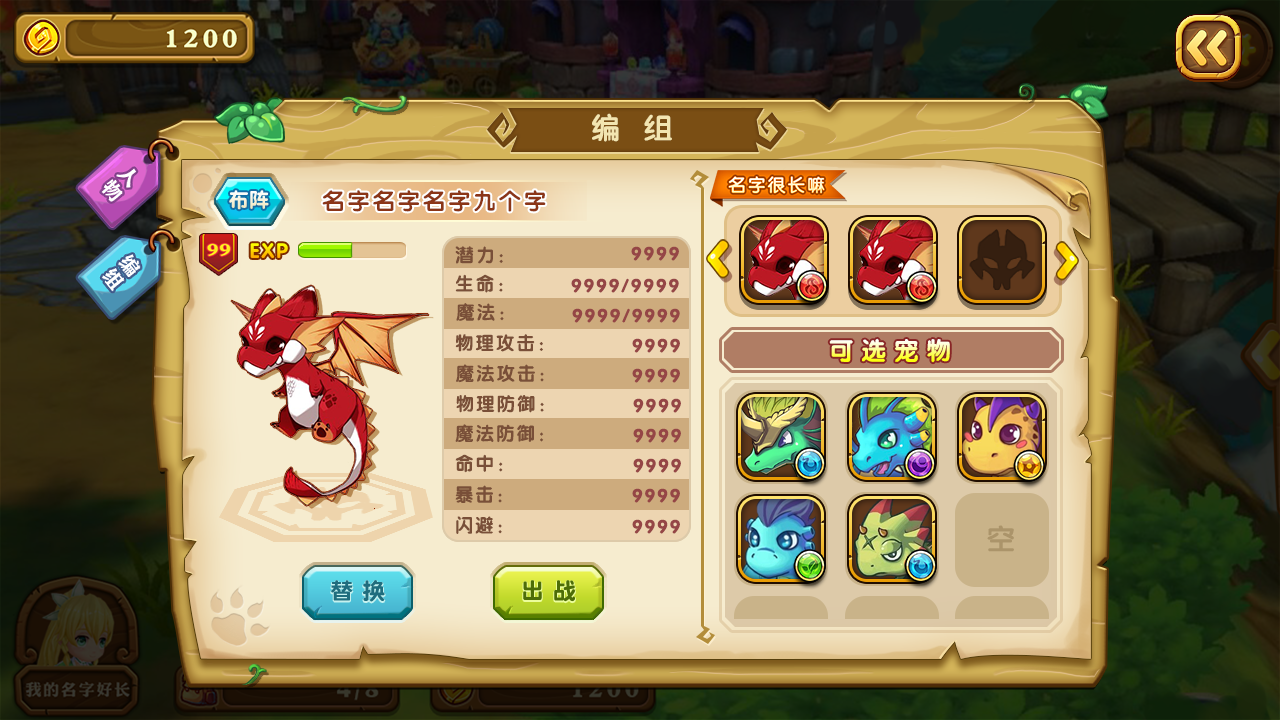 1200
编 组
人物
编组
布阵
名字名字名字九个字
名字很长嘛
99 EXP
潜力: 9999
生命: 9999/9999
魔法: 9999/9999
物理攻击: 9999
魔法攻击: 9999
物理防御: 9999
魔法防御: 9999
命中: 9999
暴击: 9999
闪避: 9999
可选宠物
空
替 换
出 战
我的名字好长
4/8
1200